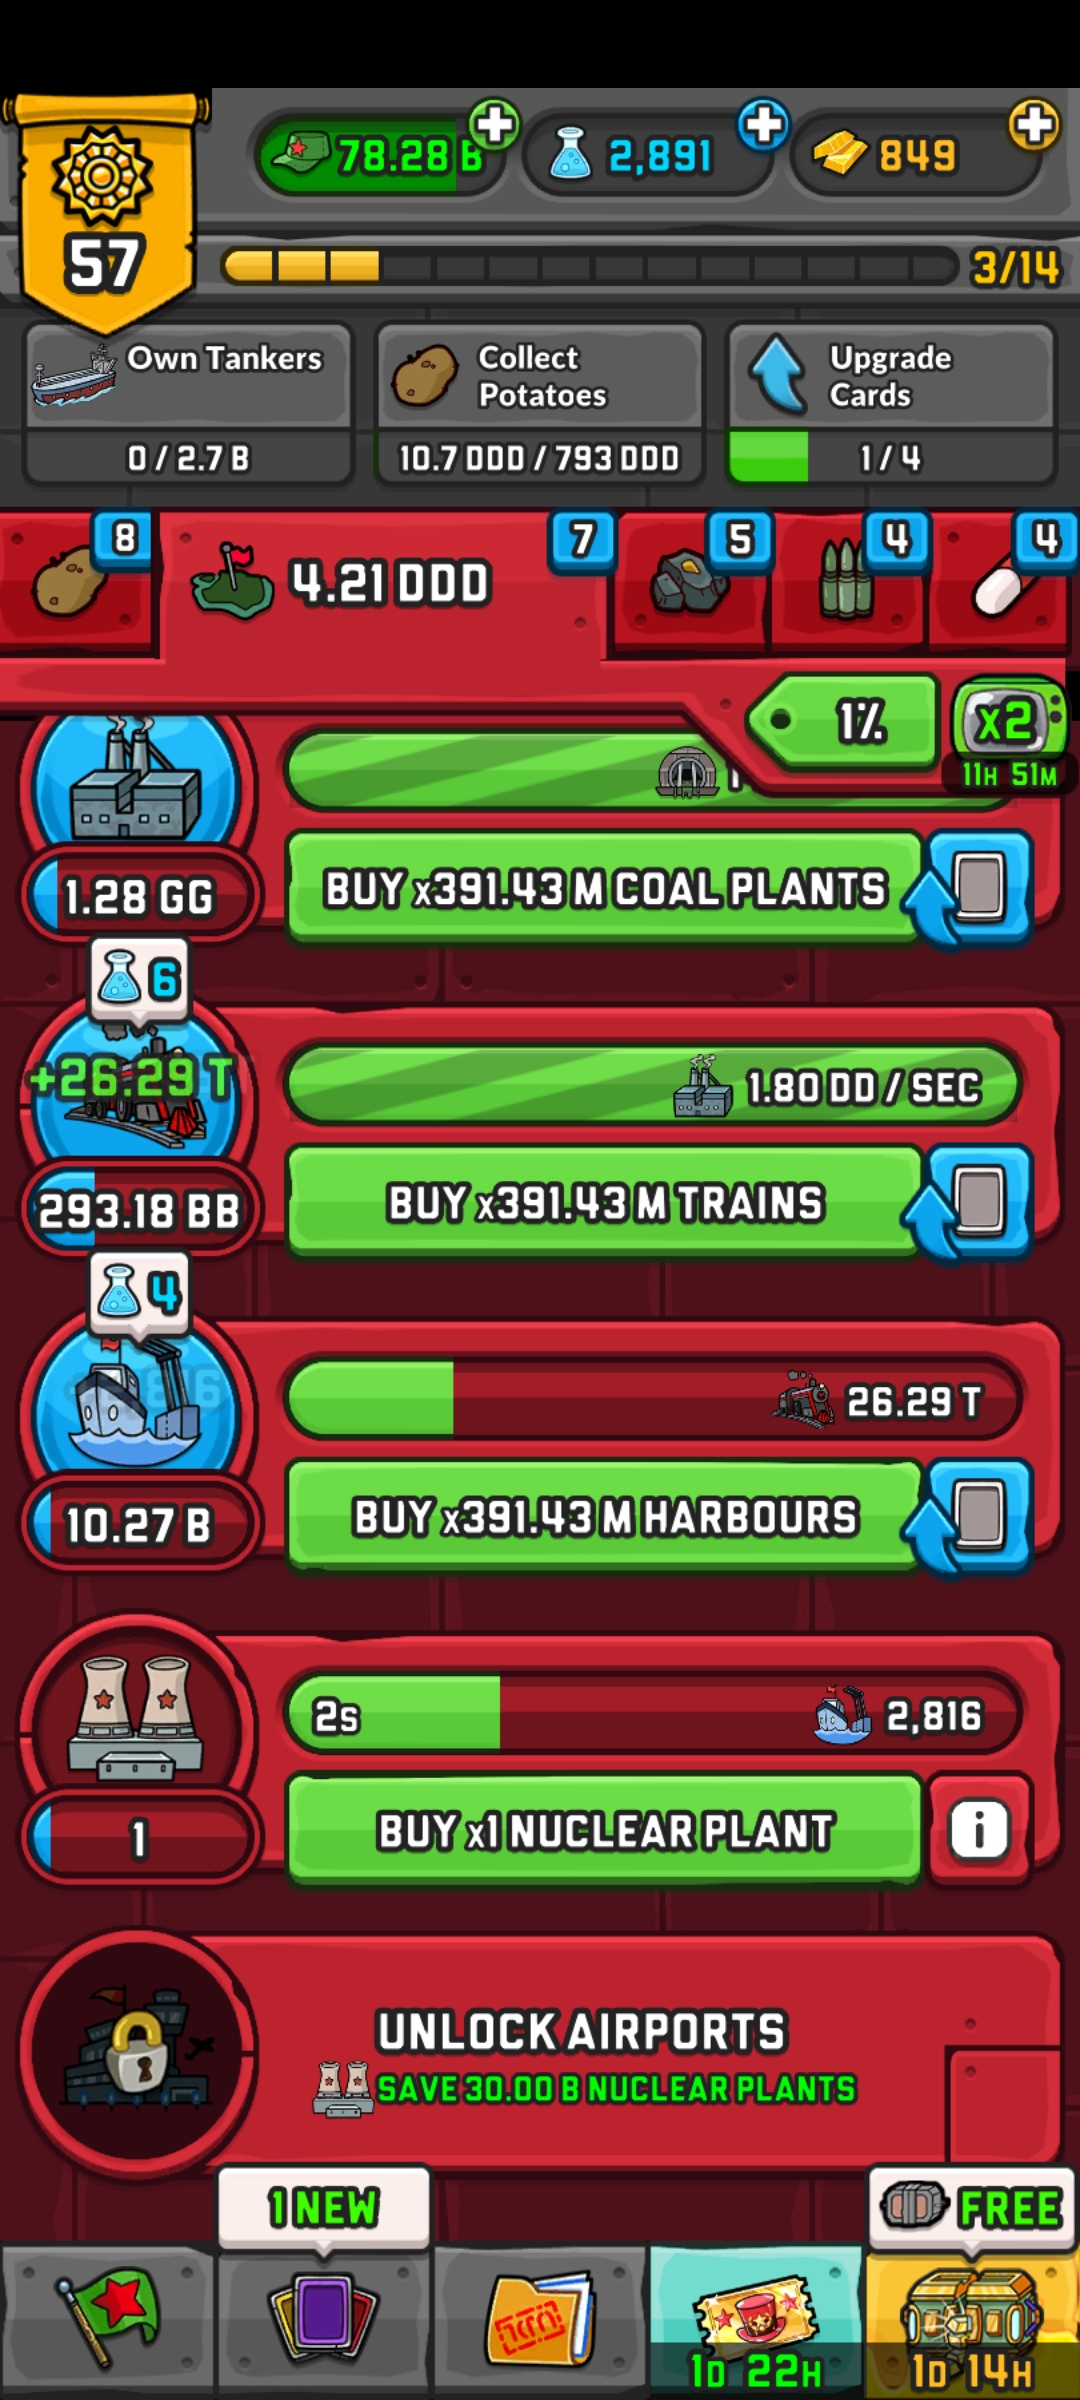 78.28 B
2,891
849
57
3/14
Own Tankers
0 / 2.7 B
Collect
Potatoes
10.7 DDD / 793 DDD
Upgrade
Cards
1 / 4
8
4.21 DDD
7
5
4
4
1%
x2
11H 51M
1.28 GG
BUY x391.43 M COAL PLANTS
6
+26.29 T
1.80 DD / SEC
293.18 BB
BUY x391.43 M TRAINS
4
26.29 T
10.27 B
BUY x391.43 M HARBOURS
2s
2,816
1
BUY x1 NUCLEAR PLANT
i
UNLOCK AIRPORTS
SAVE 30.00 B NUCLEAR PLANTS
1 NEW
FREE
1D 22H
1D 14H